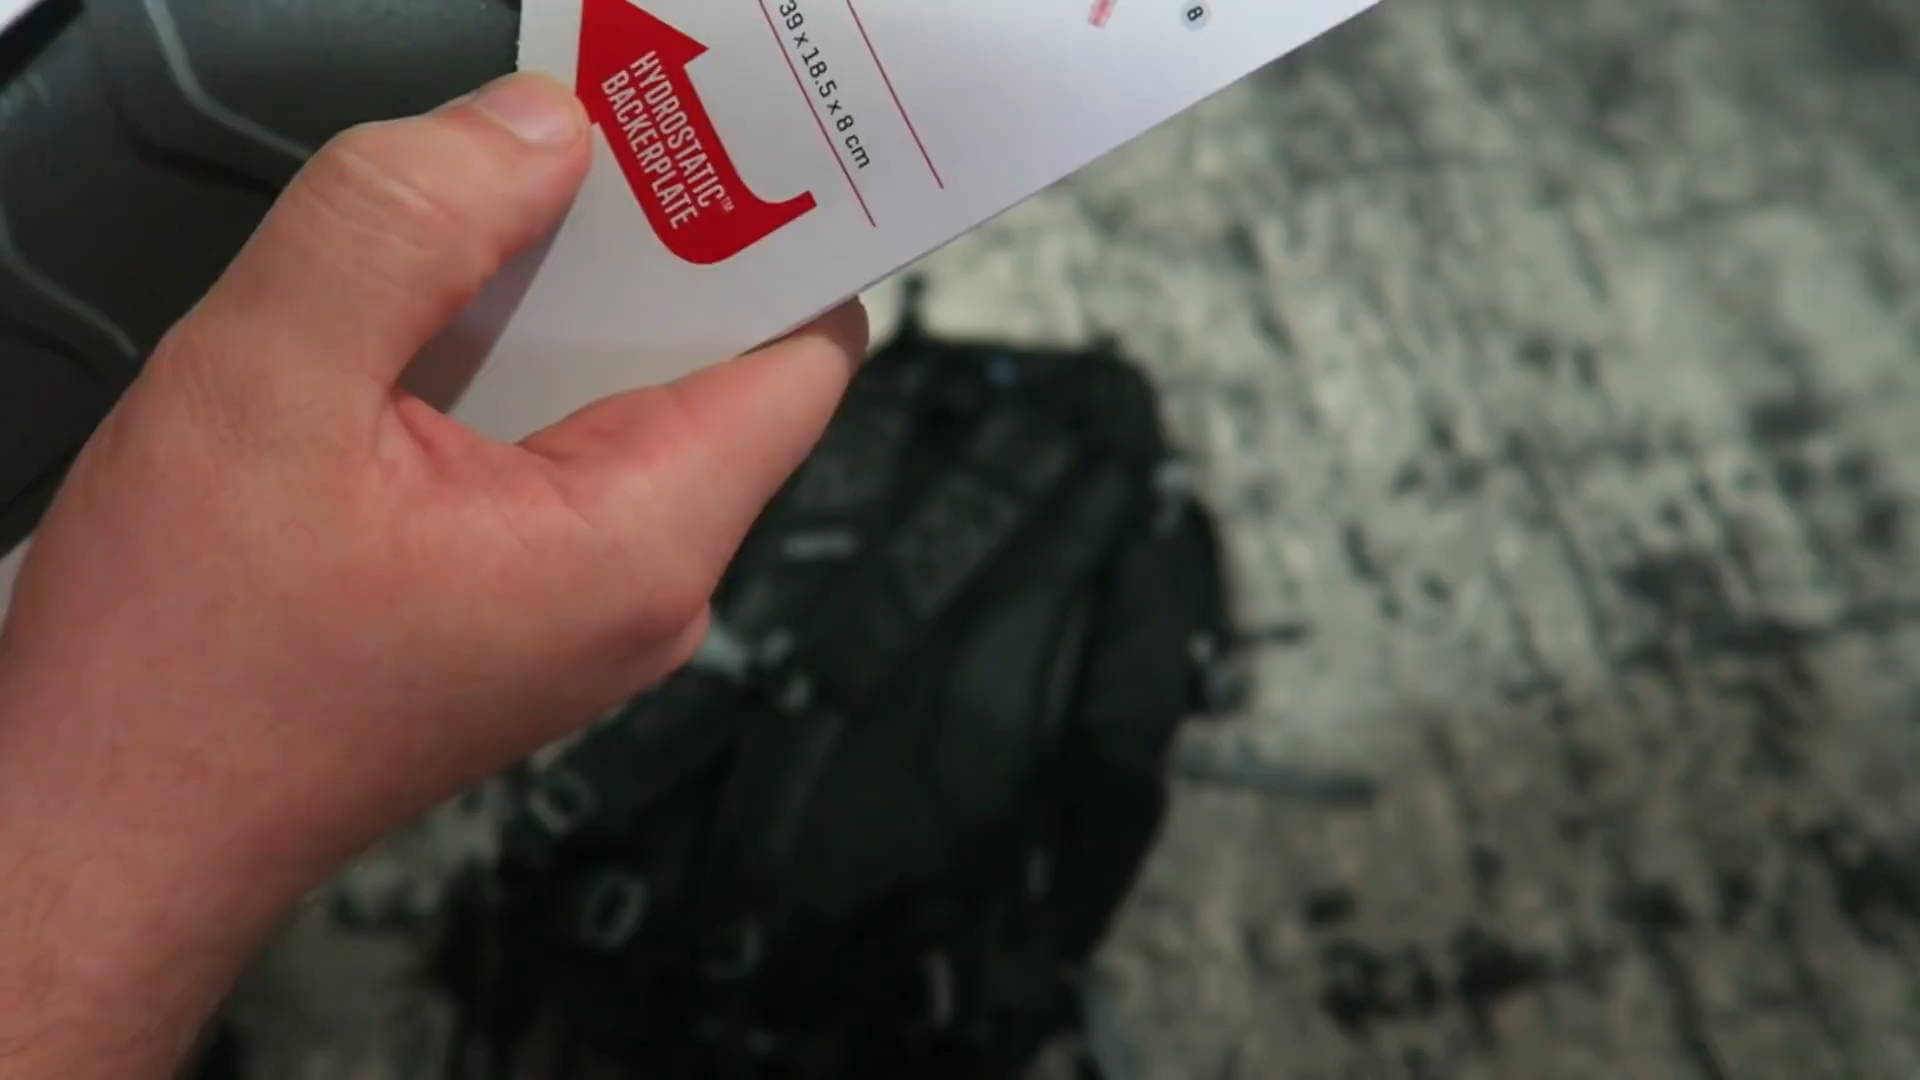 HYDROSTATIC™
BACKERPLATE
39 x 18.5 x 8 cm
8